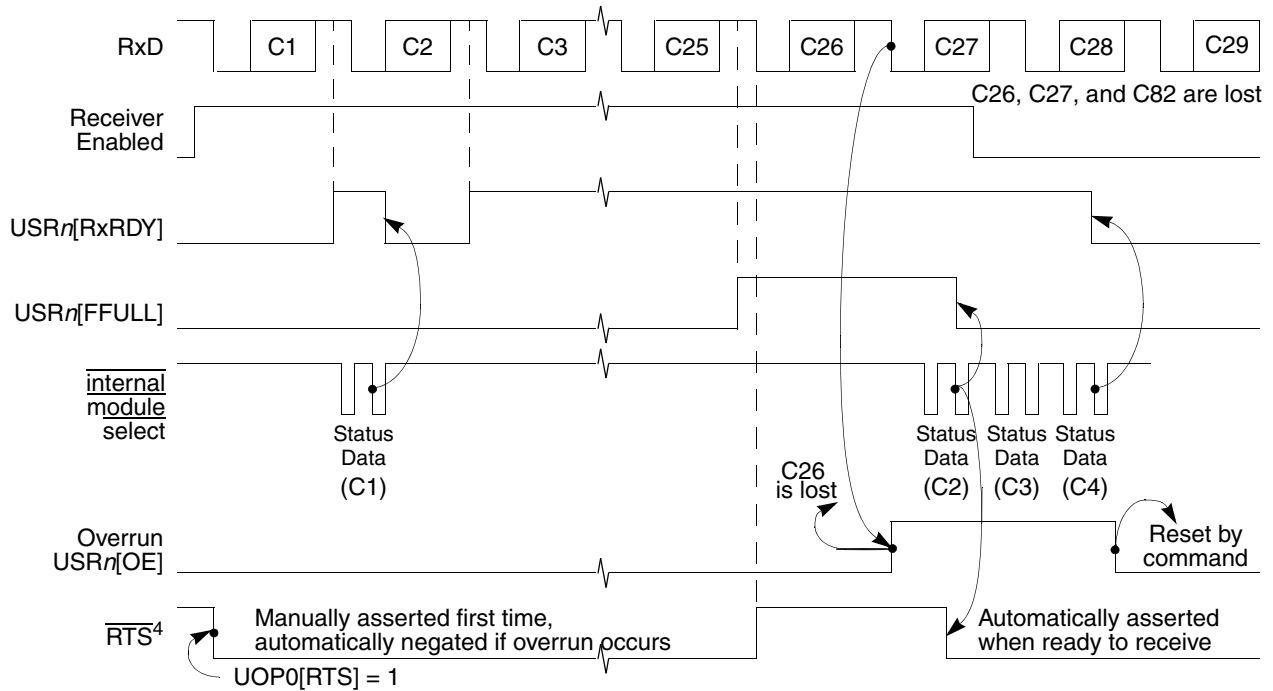 RxD
C1
C2
C3
C25
C26
C27
C28
C29
C26, C27, and C82 are lost
Receiver
Enabled
USRn[RxRDY]
USRn[FFULL]
internal
module
select
Status
Data
(C1)
Status
Data
(C2)
Status
Data
(C3)
Status
Data
(C4)
C26
is lost
Overrun
USRn[OE]
Reset by
command
RTS4
Manually asserted first time,
automatically negated if overrun occurs
Automatically asserted
when ready to receive
UOP0[RTS] = 1